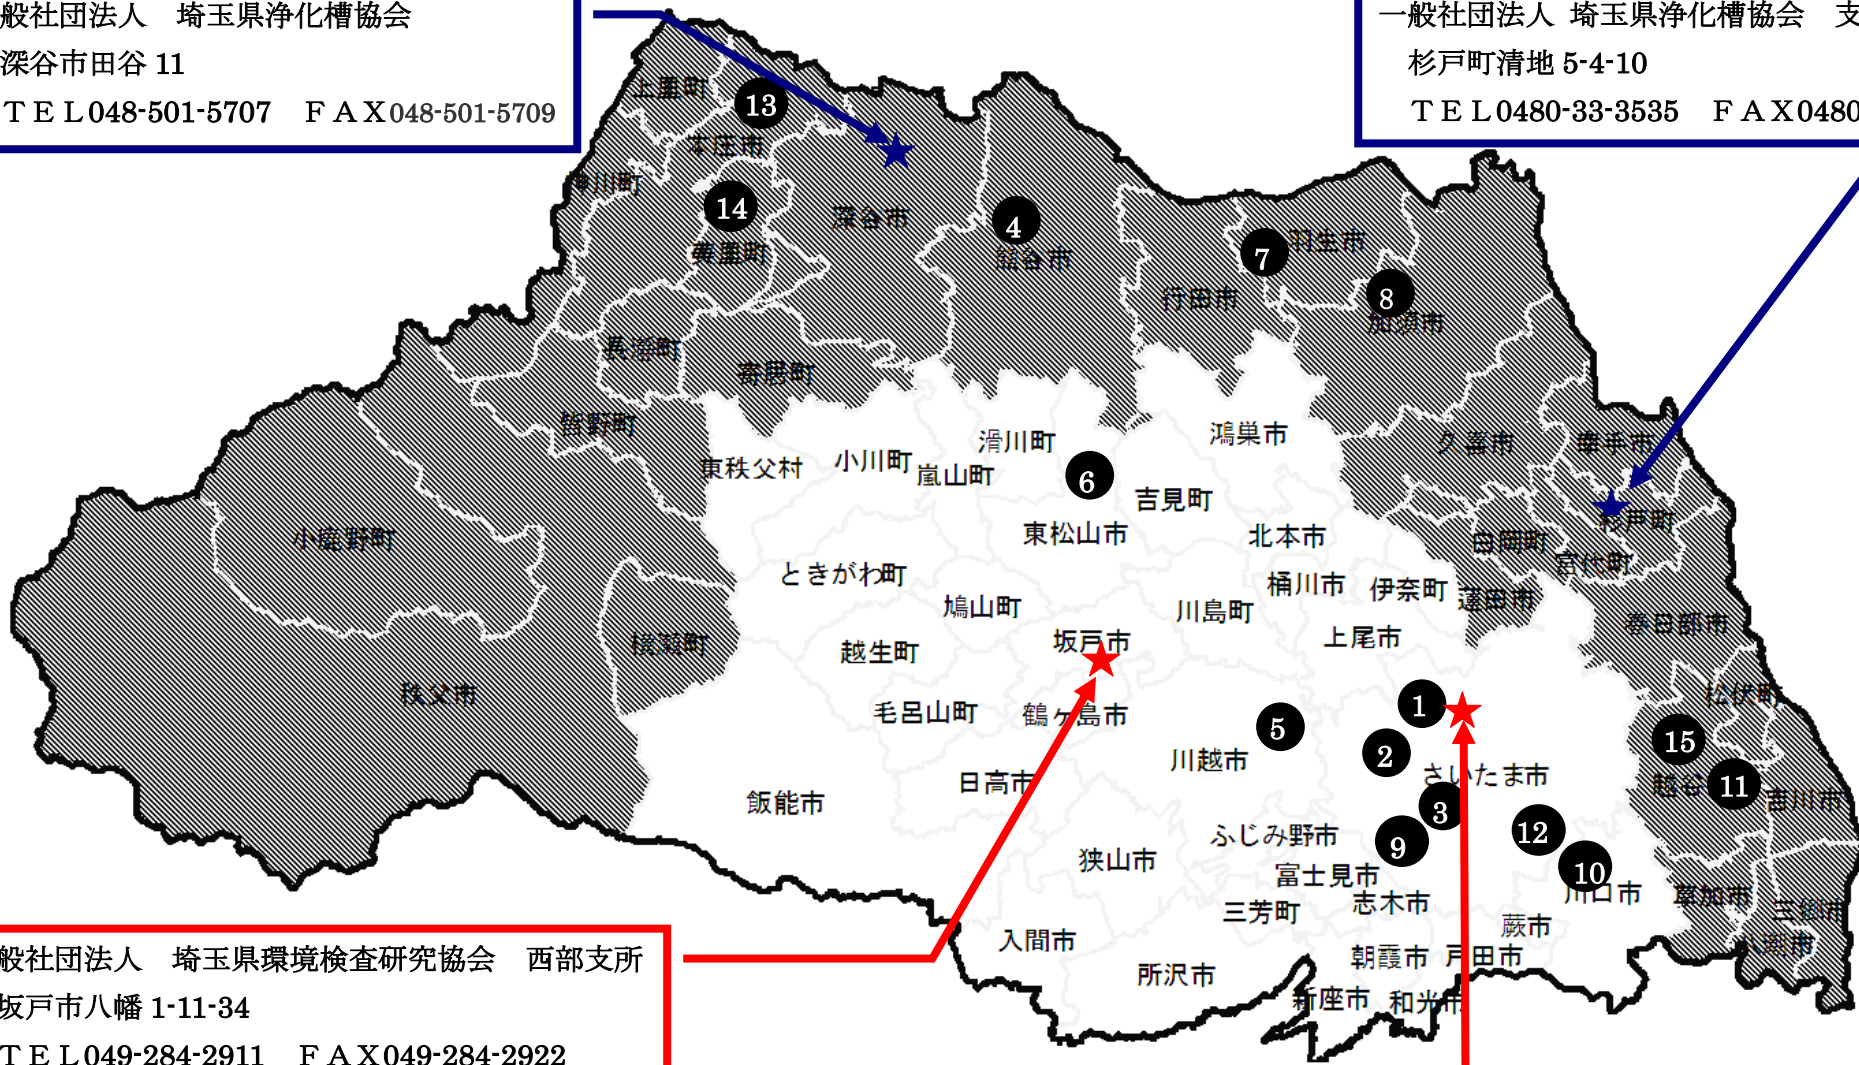 般社団法人　埼玉県浄化槽協会
深谷市田谷 11
ＴＥＬ048-501-5707　ＦＡＸ048-501-5709
一般社団法人 埼玉県浄化槽協会　支
杉戸町清地 5-4-10
ＴＥＬ0480-33-3535　ＦＡＸ0480
上里町
13
本庄市
神川町
14
美里町
深谷市
4
熊谷市
7
羽生市
行田市
8
加須市
長瀞町
寄居町
皆野町
久喜市
幸手市
東秩父村
小川町
嵐山町
滑川町
6
鴻巣市
吉見町
東松山市
北本市
杉戸町
白岡町
宮代町
小鹿野町
ときがわ町
鳩山町
川島町
桶川市
伊奈町
蓮田市
春日部市
横瀬町
越生町
坂戸市
上尾市
秩父市
毛呂山町
鶴ヶ島市
5
1
松伏町
川越市
2
15
さいたま市
飯能市
日高市
越谷
11
吉川市
3
ふじみ野市
9
12
狭山市
富士見市
10
川口市
三芳町
志木市
草加市
三郷市
蕨市
入間市
朝霞市
戸田市
八潮市
所沢市
新座市
和光市
般社団法人　埼玉県環境検査研究協会　西部支所
坂戸市八幡 1-11-34
ＴＥＬ049-284-2911　ＦＡＸ049-284-2922